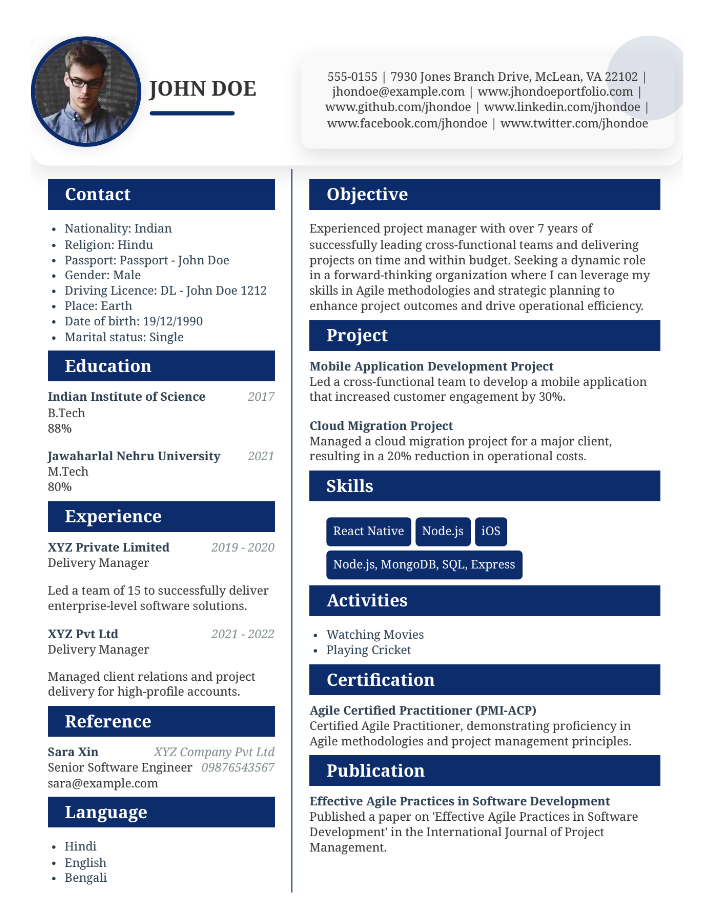 JOHN DOE
555-0155 | 7930 Jones Branch Drive, McLean, VA 22102 |
jhondoe@example.com | www.jhondoeportfolio.com |
www.github.com/jhondoe | www.linkedin.com/jhondoe |
www.facebook.com/jhondoe | www.twitter.com/jhondoe
Contact
• Nationality: Indian
• Religion: Hindu
• Passport: Passport - John Doe
• Gender: Male
• Driving Licence: DL - John Doe 1212
• Place: Earth
• Date of birth: 19/12/1990
• Marital status: Single
Education
Indian Institute of Science 2017
B.Tech
88%
Jawaharlal Nehru University 2021
M.Tech
80%
Experience
XYZ Private Limited 2019 - 2020
Delivery Manager
Led a team of 15 to successfully deliver
enterprise-level software solutions.
XYZ Pvt Ltd 2021 - 2022
Delivery Manager
Managed client relations and project
delivery for high-profile accounts.
Reference
Sara Xin XYZ Company Pvt Ltd
Senior Software Engineer 09876543567
sara@example.com
Language
• Hindi
• English
• Bengali
Objective
Experienced project manager with over 7 years of
successfully leading cross-functional teams and delivering
projects on time and within budget. Seeking a dynamic role
in a forward-thinking organization where I can leverage my
skills in Agile methodologies and strategic planning to
enhance project outcomes and drive operational efficiency.
Project
Mobile Application Development Project
Led a cross-functional team to develop a mobile application
that increased customer engagement by 30%.
Cloud Migration Project
Managed a cloud migration project for a major client,
resulting in a 20% reduction in operational costs.
Skills
React Native Node.js iOS
Node.js, MongoDB, SQL, Express
Activities
• Watching Movies
• Playing Cricket
Certification
Agile Certified Practitioner (PMI-ACP)
Certified Agile Practitioner, demonstrating proficiency in
Agile methodologies and project management principles.
Publication
Effective Agile Practices in Software Development
Published a paper on 'Effective Agile Practices in Software
Development' in the International Journal of Project
Management.